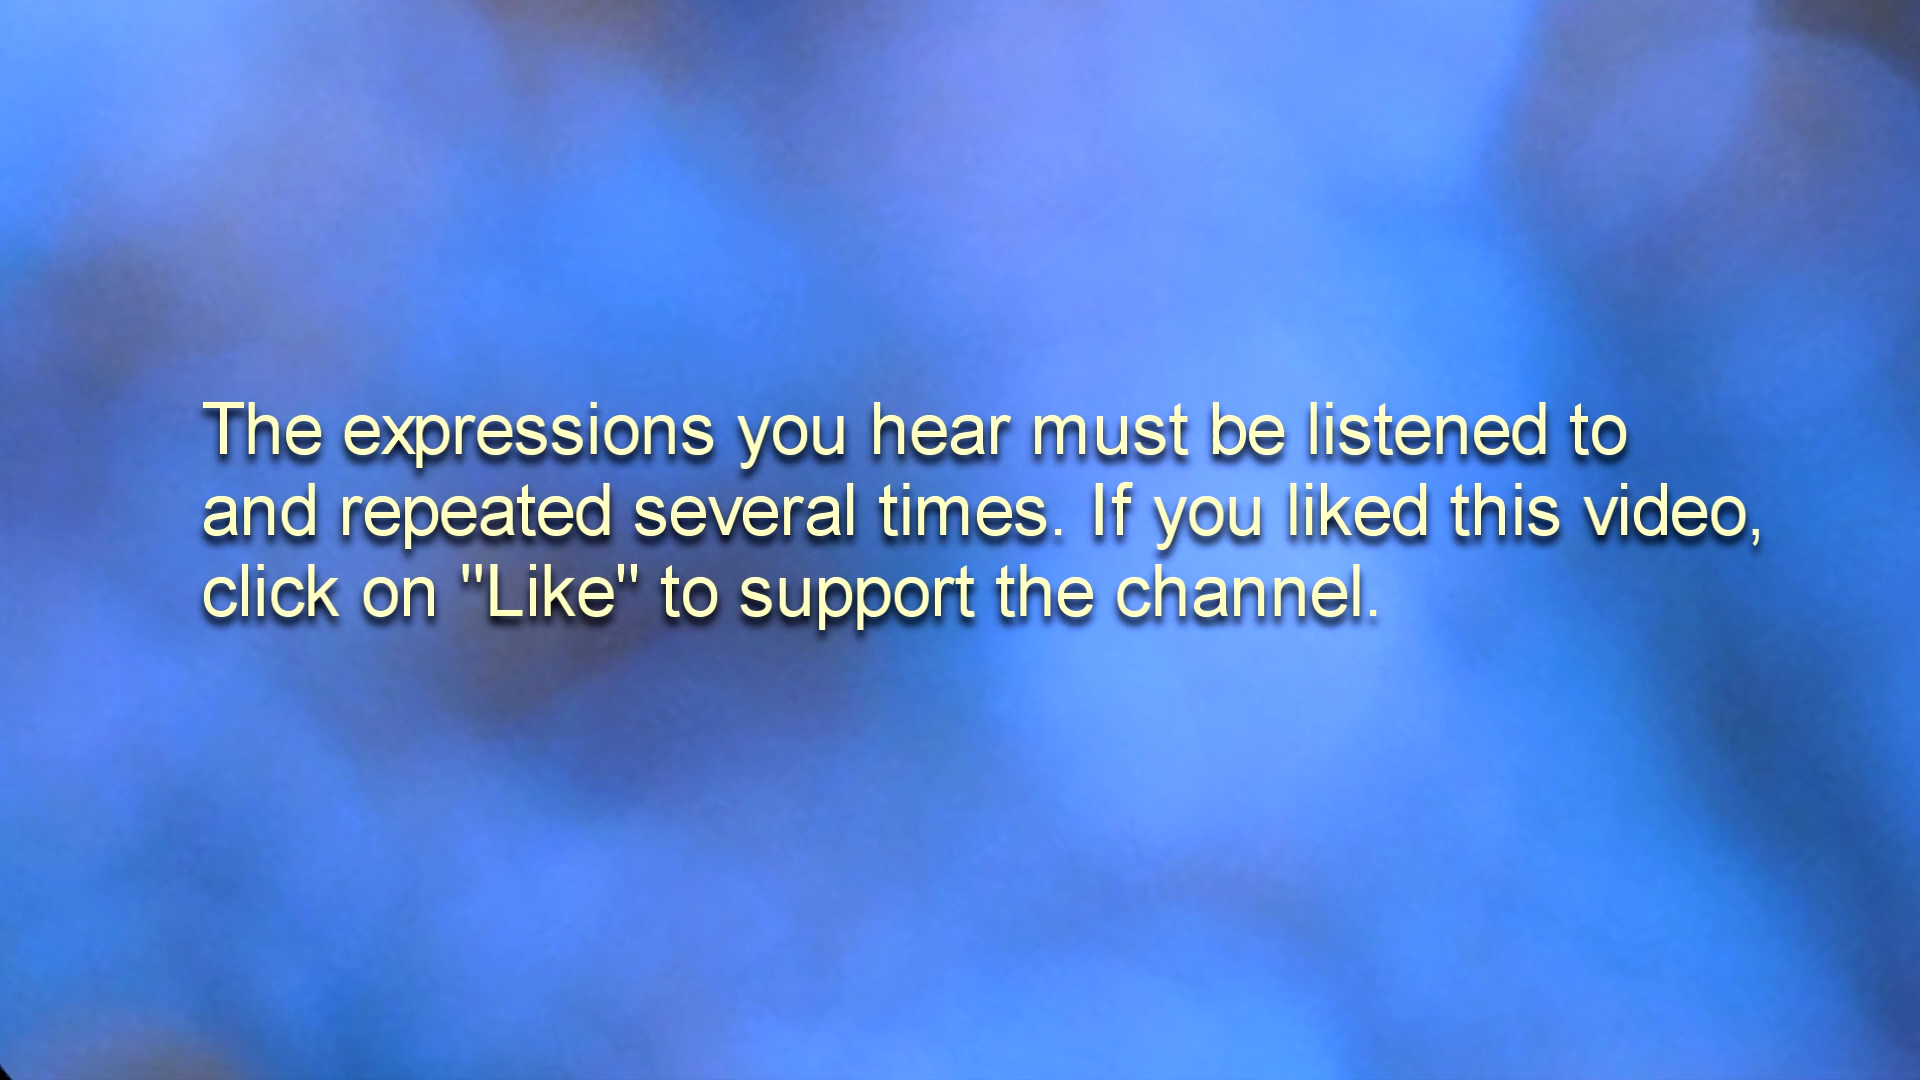 The expressions you hear must be listened to
and repeated several times. If you liked this video,
click on "Like" to support the channel.